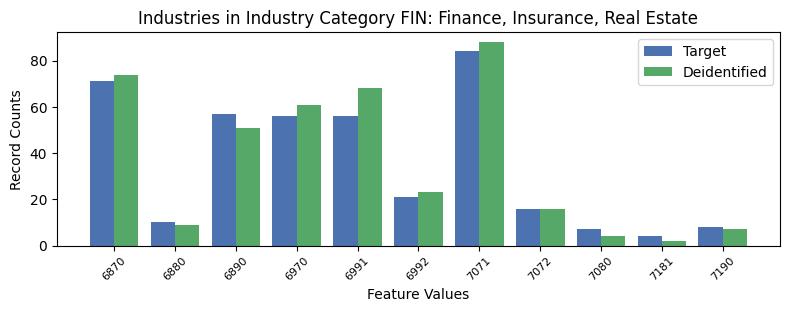 Industries in Industry Category FIN: Finance, Insurance, Real Estate
Target
Deidentified
Record Counts
80
60
40
20
0
6870 6880 6890 6970 6991 6992 7071 7072 7080 7181 7190
Feature Values